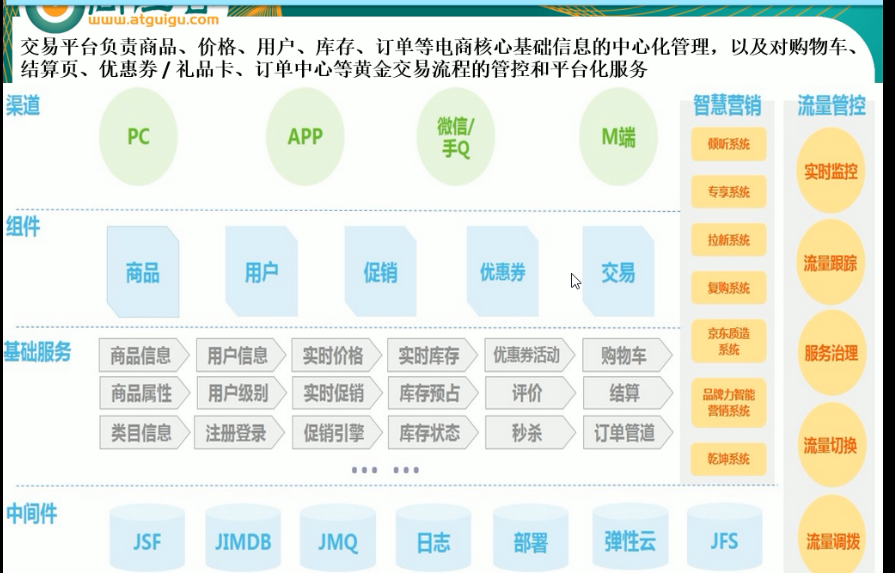 www.atguigu.com
交易平台负责商品、价格、用户、库存、订单等电商核心基础信息的中心化管理，以及对购物车、
结算页、优惠券 / 礼品卡、订单中心等黄金交易流程的管控和平台化服务
渠道
PC
APP
微信/
手Q
M端
组件
商品
用户
促销
优惠券
交易
基础服务
商品信息
用户信息
实时价格
实时库存
优惠券活动
购物车
商品属性
用户级别
实时促销
库存预占
评价
结算
类目信息
注册登录
促销引擎
库存状态
秒杀
订单管道
... ...
中间件
JSF
JIMDB
JMQ
日志
部署
弹性云
JFS
智慧营销
倾听系统
专享系统
拉新系统
复购系统
京东质造
系统
品牌力智能
营销系统
乾坤系统
流量管控
实时监控
流量跟踪
服务治理
流量切换
流量调拨